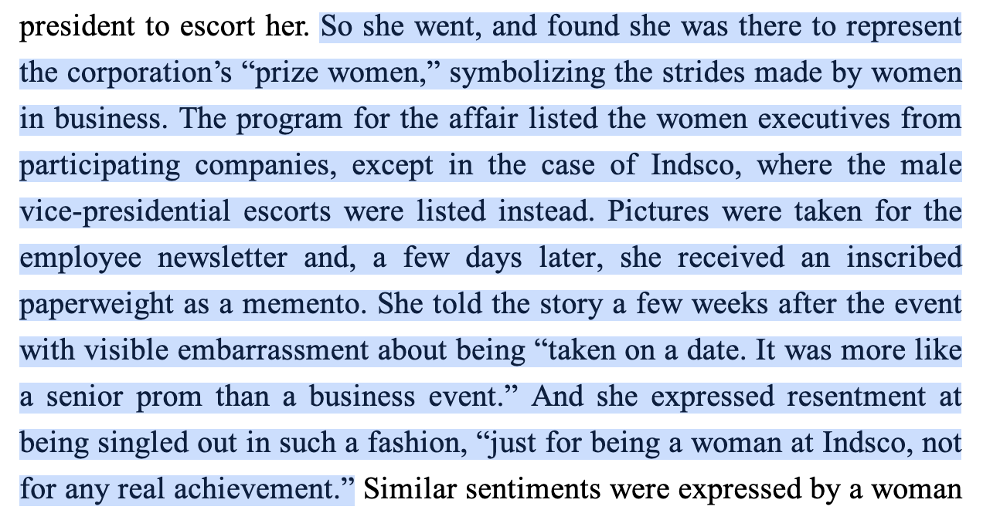 president to escort her. So she went, and found she was there to represent
the corporation’s “prize women,” symbolizing the strides made by women
in business. The program for the affair listed the women executives from
participating companies, except in the case of Indsco, where the male
vice-presidential escorts were listed instead. Pictures were taken for the
employee newsletter and, a few days later, she received an inscribed
paperweight as a memento. She told the story a few weeks after the event
with visible embarrassment about being “taken on a date. It was more like
a senior prom than a business event.” And she expressed resentment at
being singled out in such a fashion, “just for being a woman at Indsco, not
for any real achievement.” Similar sentiments were expressed by a woman